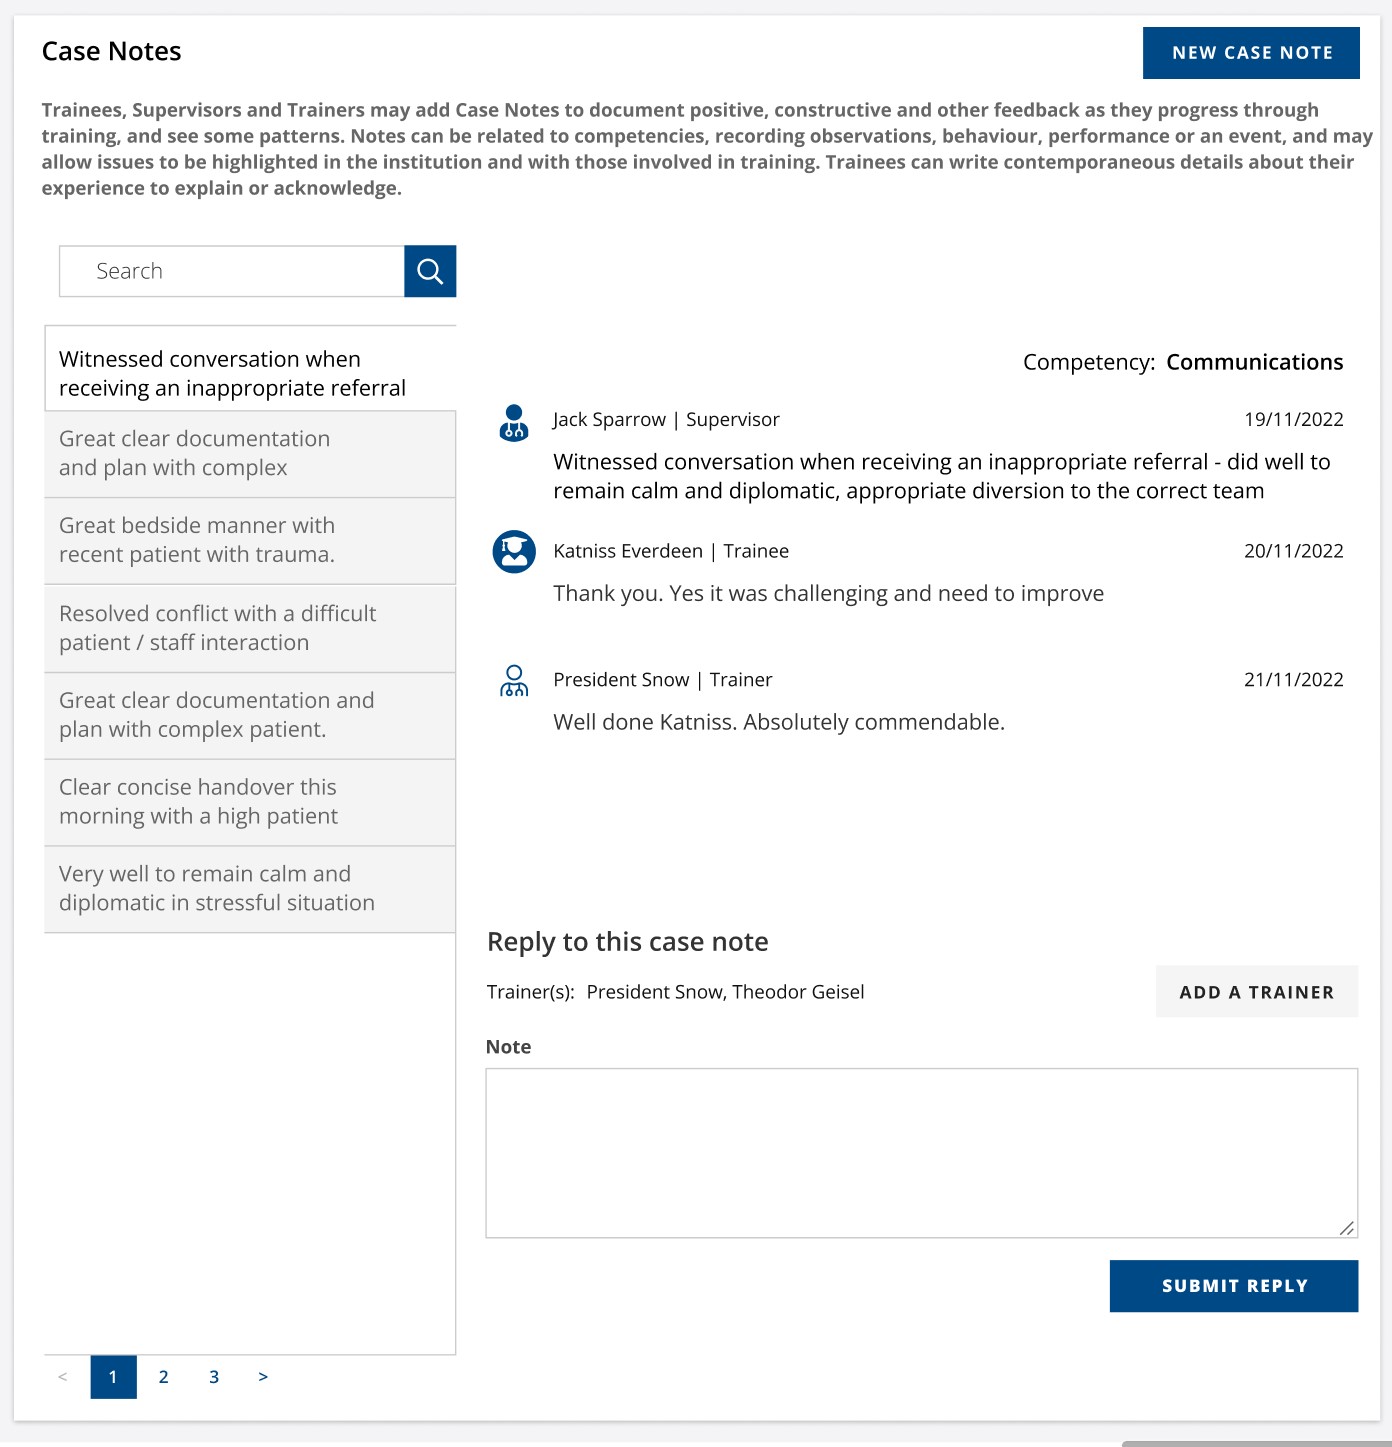 Case Notes
NEW CASE NOTE
Trainees, Supervisors and Trainers may add Case Notes to document positive, constructive and other feedback as they progress through
training, and see some patterns. Notes can be related to competencies, recording observations, behaviour, performance or an event, and may
allow issues to be highlighted in the institution and with those involved in training. Trainees can write contemporaneous details about their
experience to explain or acknowledge.
Search
Witnessed conversation when
receiving an inappropriate referral
Great clear documentation
and plan with complex
Great bedside manner with
recent patient with trauma.
Resolved conflict with a difficult
patient / staff interaction
Great clear documentation and
plan with complex patient.
Clear concise handover this
morning with a high patient
Very well to remain calm and
diplomatic in stressful situation
< 1 2 3 >
Competency: Communications
Jack Sparrow | Supervisor 19/11/2022
Witnessed conversation when receiving an inappropriate referral - did well to
remain calm and diplomatic, appropriate diversion to the correct team
Katniss Everdeen | Trainee 20/11/2022
Thank you. Yes it was challenging and need to improve
President Snow | Trainer 21/11/2022
Well done Katniss. Absolutely commendable.
Reply to this case note
Trainer(s): President Snow, Theodor Geisel
ADD A TRAINER
Note
SUBMIT REPLY